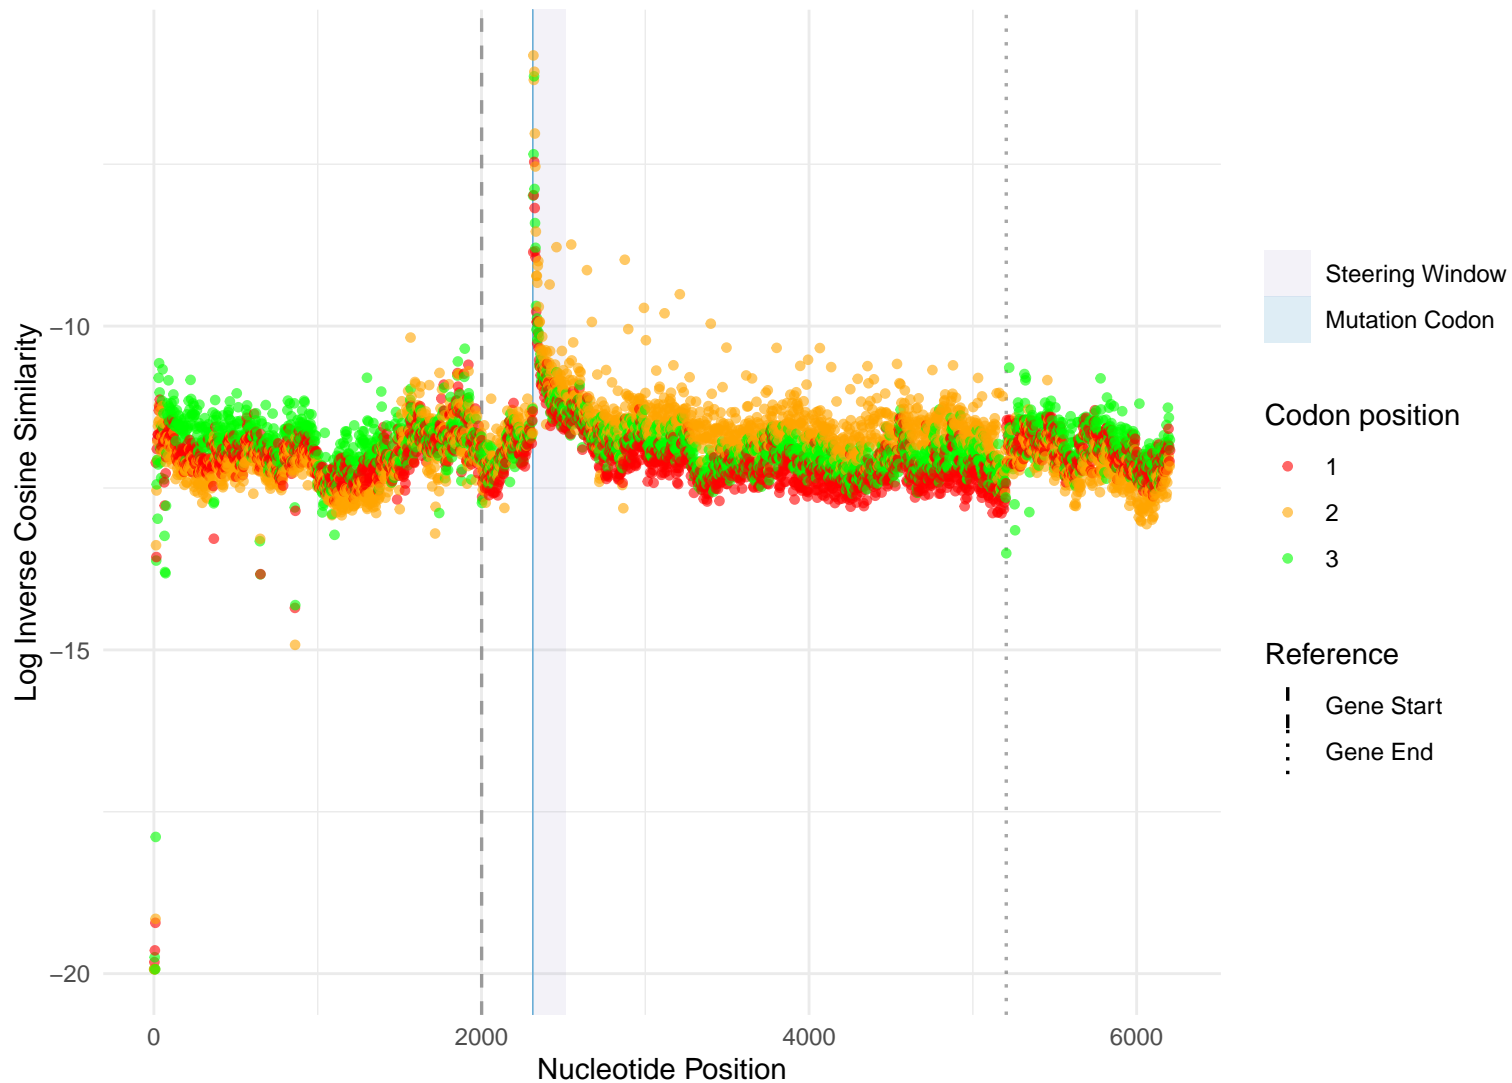 −10
−15
−20
0
2000
4000
6000
Nucleotide Position
Log Inverse Cosine Similarity
Steering Window
Mutation Codon
Codon position
1
2
3
Reference
Gene Start
Gene End